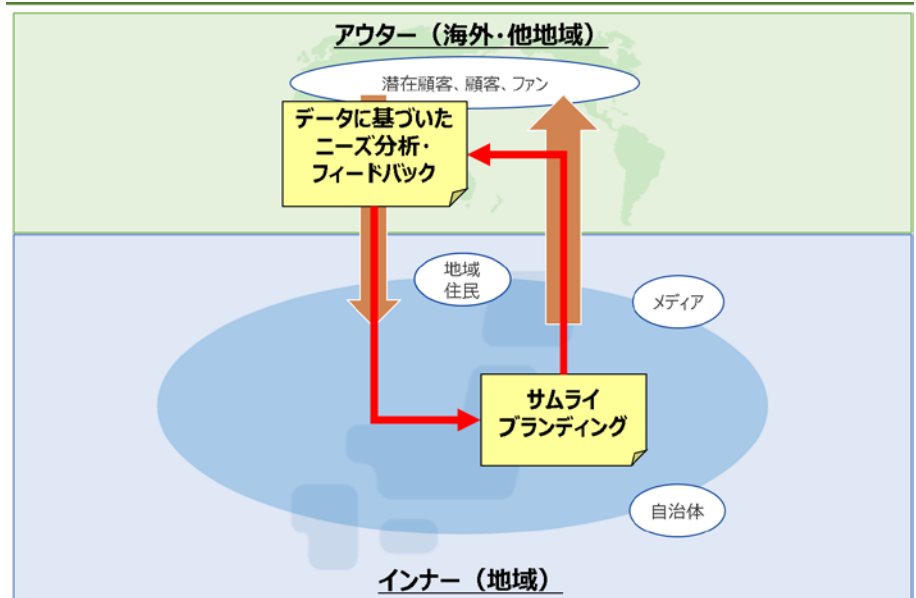 アウター（海外･他地域）
潜在顧客、顧客、ファン
データに基づいた
ニーズ分析･
フィードバック
地域
住民
メディア
サムライ
ブランディング
自治体
インナー（地域）